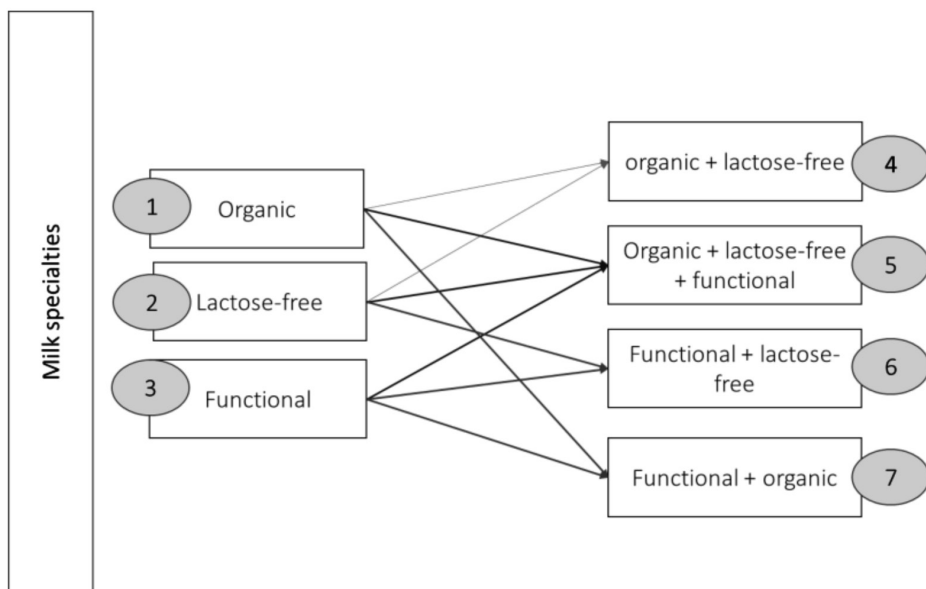 Milk specialties
1
Organic
2
Lactose-free
3
Functional
organic + lactose-free
4
Organic + lactose-free
+ functional
5
Functional + lactose-
free
6
Functional + organic
7